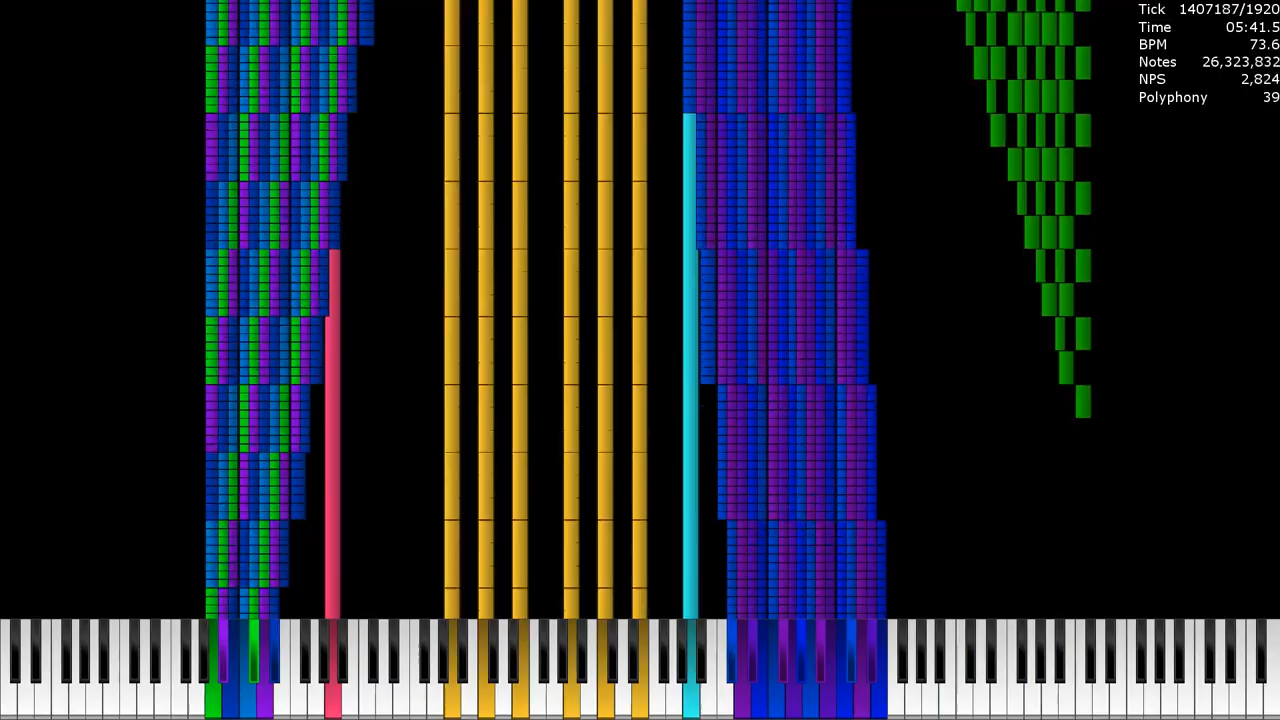 Tick 1407187/1920
Time 05:41.5
BPM 73.6
Notes 26,323,832
NPS 2,824
Polyphony 39